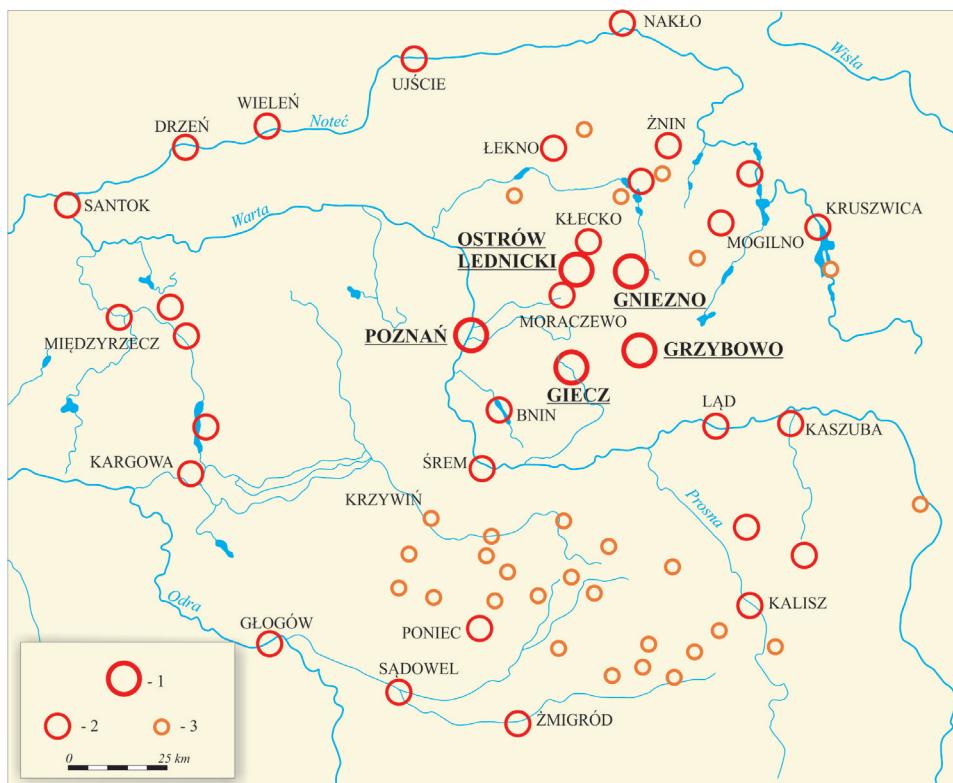 NAKŁO
Wisła
UJŚCIE
WIELEŃ
Noteć
DRZEŃ
ŁEKNO
ŻNIN
SANTOK
Warta
KŁECKO
KRUSZWICA
MOGILNO
OSTRÓW
LEDNICKI
GNIEZNO
MORACZEWO
MIĘDZYRZECZ
POZNAŃ
GRZYBOWO
GIECZ
BNIN
LĄD
KASZUBA
ŚREM
KARGOWA
KRZYWIŃ
Prosna
Odra
KALISZ
GŁOGÓW
PONIEC
SĄDOWEL
ŻMIGRÓD
- 1
- 2
- 3
0 25 km